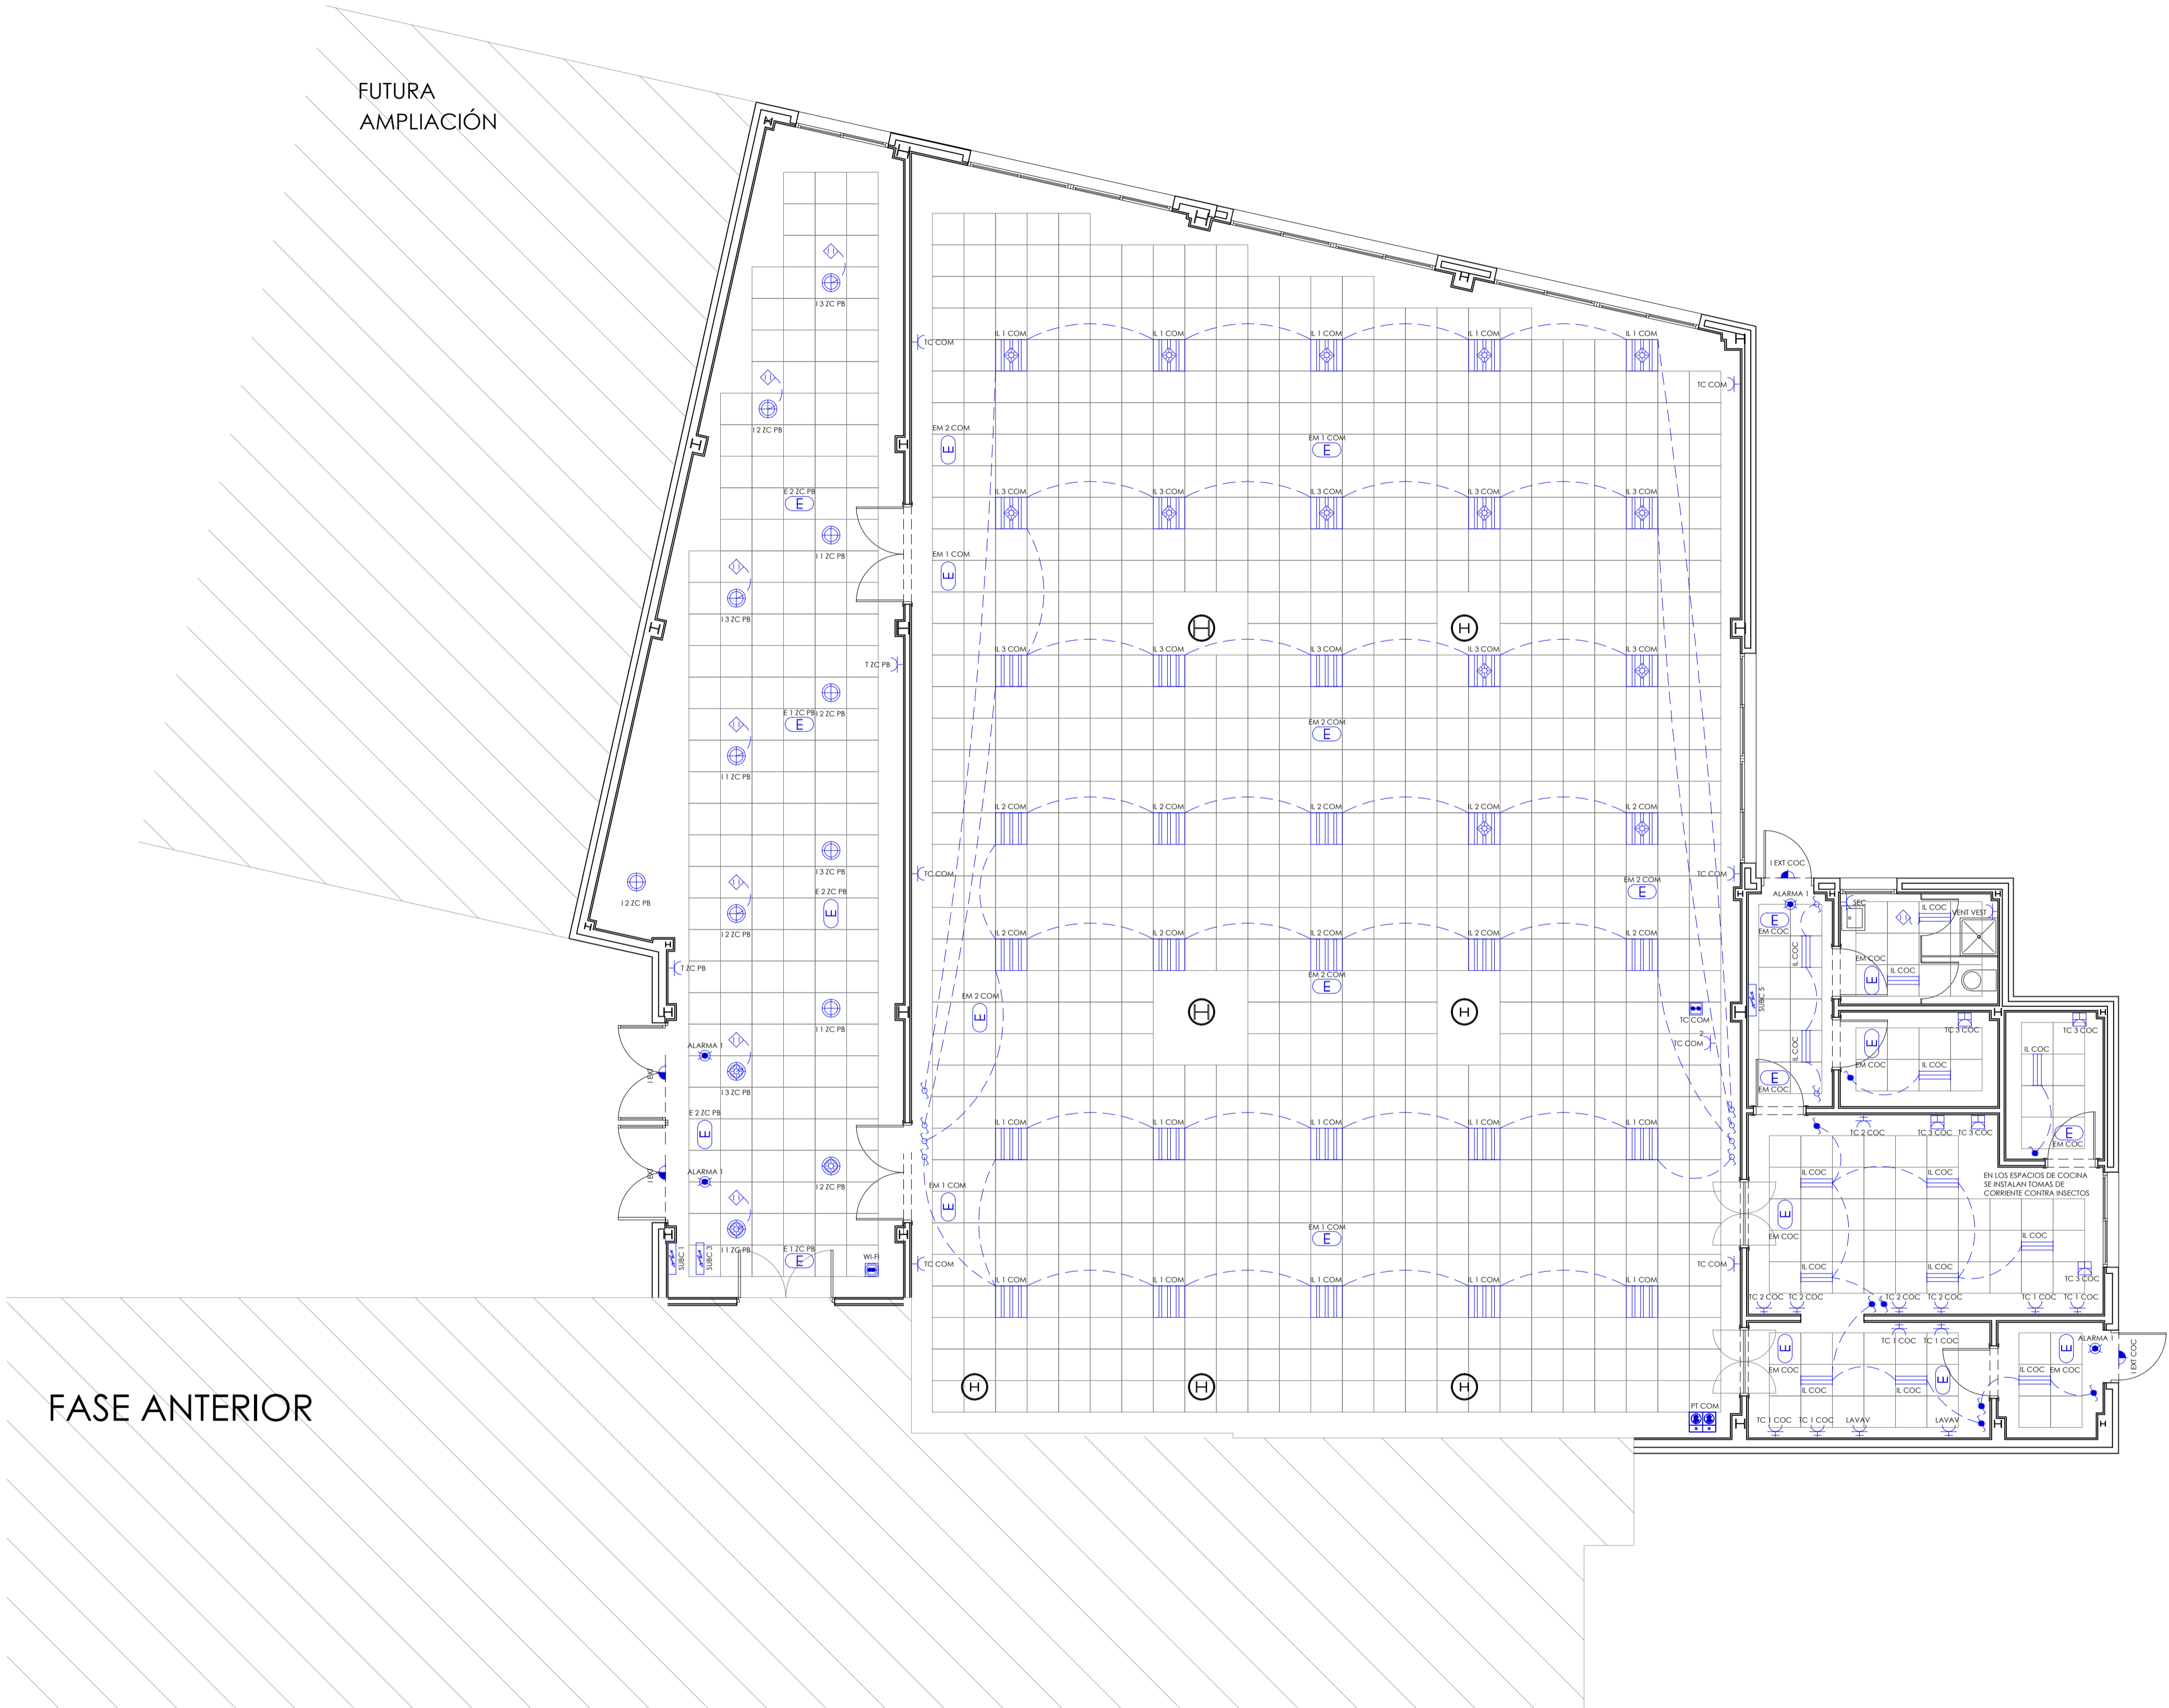 FUTURA
AMPLIACIÓN
I 3 ZC PB
I 2 ZC PB
E 2 ZC PB
I 1 ZC PB
I 3 ZC PB
T ZC PB
E 1 ZC PB
I 2 ZC PB
I 1 ZC PB
I 3 ZC PB
E 2 ZC PB
I 2 ZC PB
I 2 ZC PB
T ZC PB
I 1 ZC PB
ALARMA 1
I EXT
I 3 ZC PB
E 2 ZC PB
ALARMA 1
I EXT
I 2 ZC PB
I 1 ZC PB
E 1 ZC PB
WI-FI
SUBC 1
SUBC 3
IL 1 COM
IL 1 COM
IL 1 COM
IL 1 COM
IL 1 COM
TC COM
TC COM
EM 2 COM
EM 1 COM
IL 3 COM
IL 3 COM
IL 3 COM
IL 3 COM
IL 3 COM
EM 1 COM
IL 3 COM
IL 3 COM
IL 3 COM
IL 3 COM
IL 3 COM
EM 2 COM
IL 2 COM
IL 2 COM
IL 2 COM
IL 2 COM
IL 2 COM
TC COM
TC COM
EM 2 COM
IL 2 COM
IL 2 COM
IL 2 COM
IL 2 COM
IL 2 COM
EM 2 COM
EM 2 COM
TC COM
2
TC COM
IL 1 COM
IL 1 COM
IL 1 COM
IL 1 COM
IL 1 COM
EM 1 COM
EM 1 COM
TC COM
TC COM
IL 1 COM
IL 1 COM
IL 1 COM
IL 1 COM
IL 1 COM
PT COM
I EXT COC
ALARMA 1
SEC
IL COC
VENT VEST
EM COC
IL COC
EM COC
IL COC
SUBC 5
IL COC
EM COC
TC 3 COC
EM COC
IL COC
TC 3 COC
IL COC
EM COC
TC 2 COC
TC 3 COC
TC 3 COC
IL COC
IL COC
EN LOS ESPACIOS DE COCINA
SE INSTALAN TOMAS DE
CORRIENTE CONTRA INSECTOS
EM COC
IL COC
IL COC
IL COC
TC 3 COC
TC 2 COC
TC 2 COC
TC 2 COC
TC 2 COC
TC 1 COC
TC 1 COC
TC 1 COC
TC 1 COC
ALARMA 1
I EXT COC
EM COC
IL COC
IL COC
IL COC
EM COC
TC 1 COC
TC 1 COC
LAVAV
LAVAV
FASE ANTERIOR